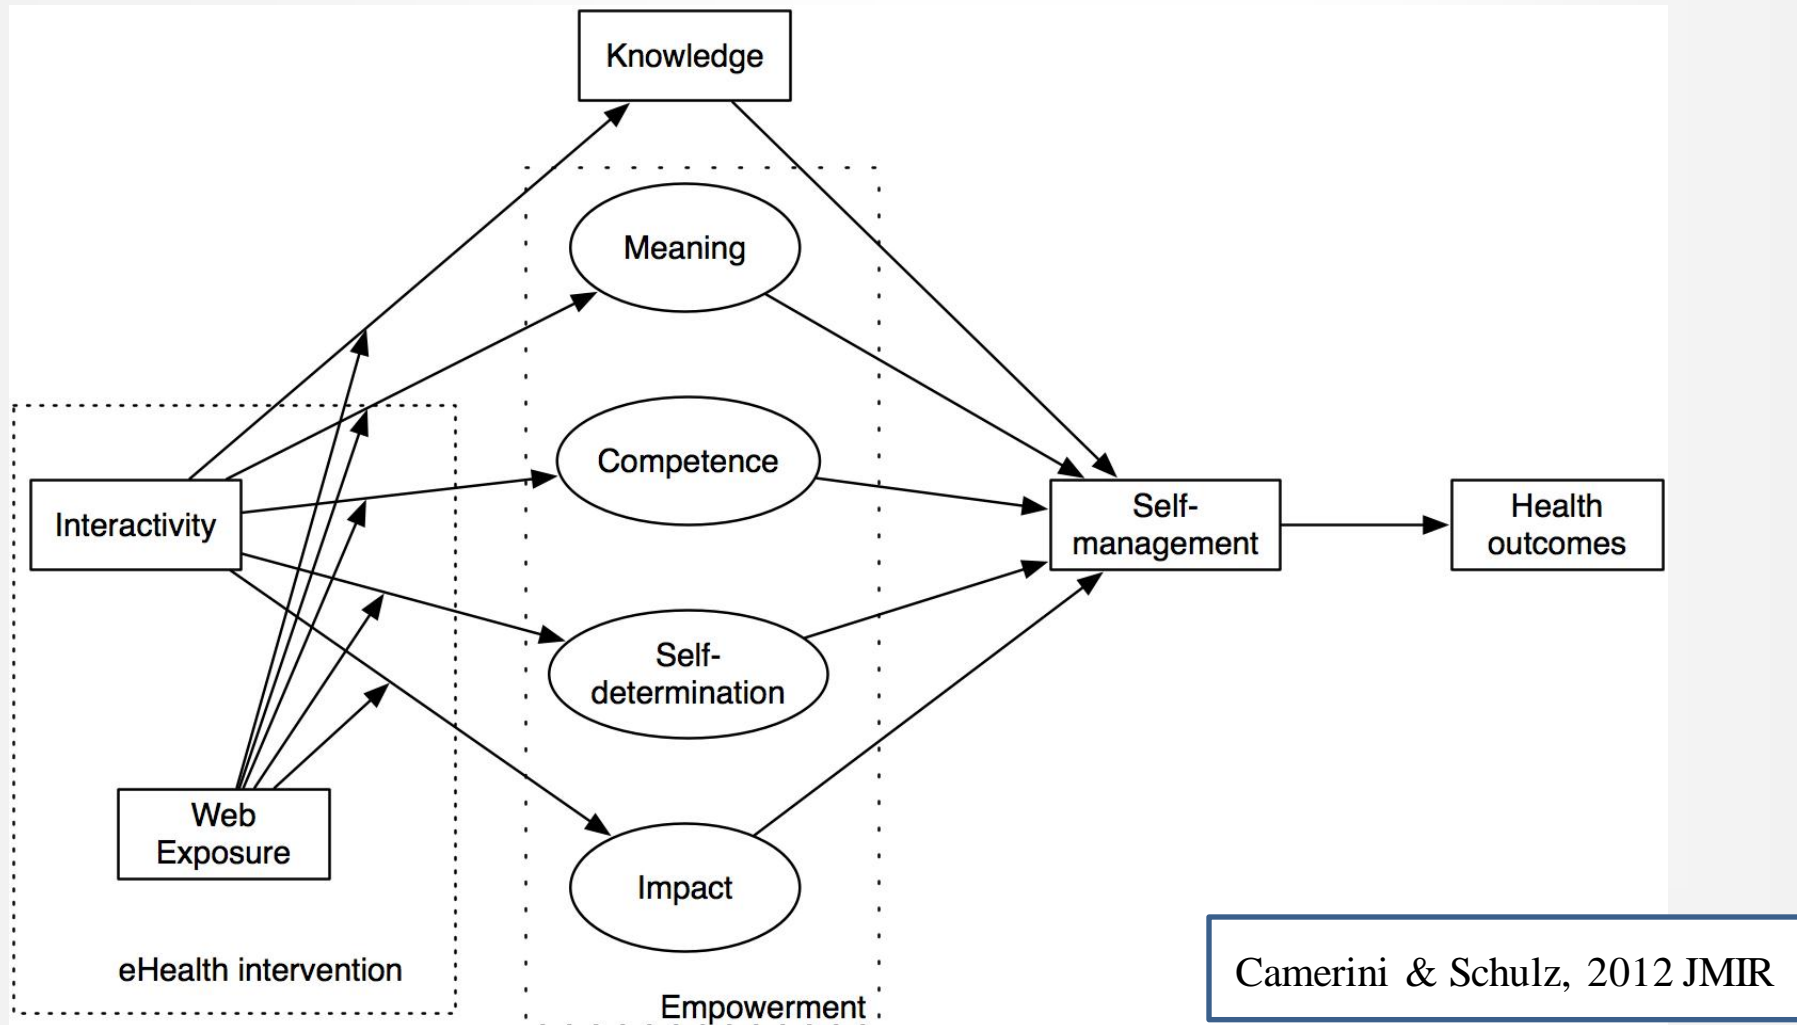 Knowledge
Meaning
Competence
Interactivity
Self-
management
Health
outcomes
Self-
determination
Web
Exposure
Impact
eHealth intervention
Empowerment
Camerini & Schulz, 2012 JMIR